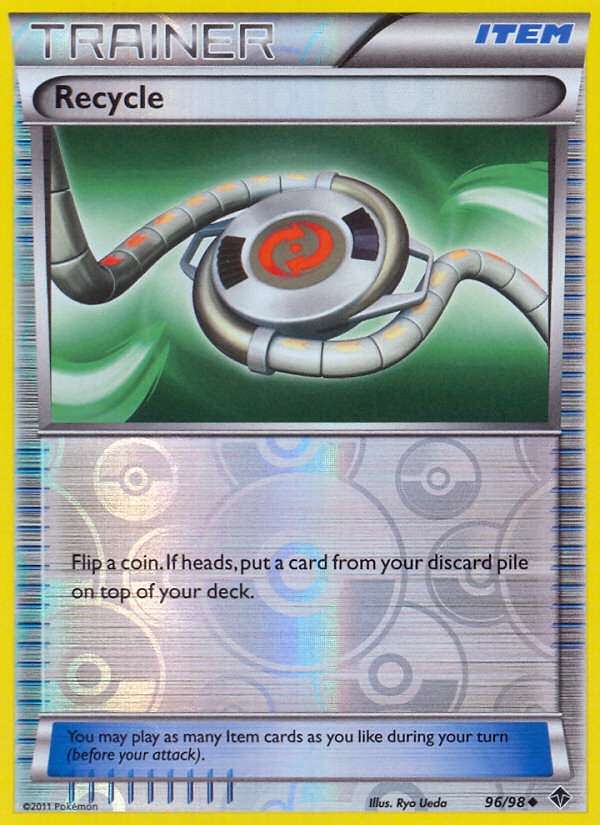 TRAINER
ITEM
Recycle
Flip a coin. If heads, put a card from your discard pile
on top of your deck.
You may play as many Item cards as you like during your turn
(before your attack).
©2011 Pokémon
Illus. Ryo Ueda
96/98